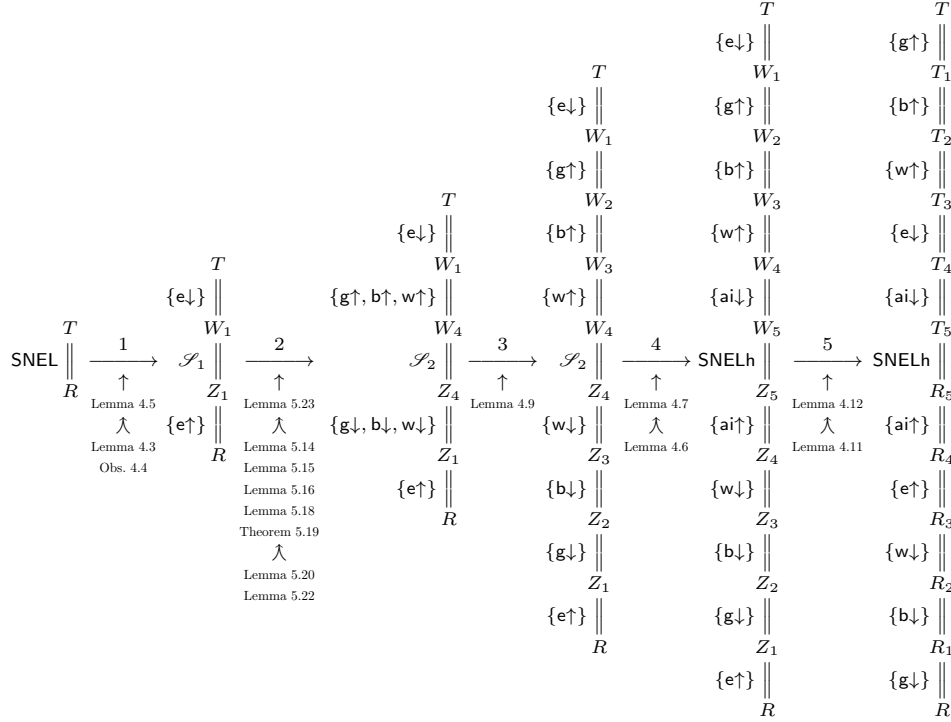 T
SNEL ‖
R
1
⟶
↑
Lemma 4.5
↑
Lemma 4.3
Obs. 4.4
T
{e↓} ‖
W₁
𝒮₁ ‖
Z₁
{e↑} ‖
R
2
⟶
↑
Lemma 5.23
↑
Lemma 5.14
Lemma 5.15
Lemma 5.16
Lemma 5.18
Theorem 5.19
↑
Lemma 5.20
Lemma 5.22
T
{e↓} ‖
W₁
{g↑, b↑, w↑} ‖
W₄
𝒮₂ ‖
Z₄
{g↓, b↓, w↓} ‖
Z₁
{e↑} ‖
R
3
⟶
↑
Lemma 4.9
T
{e↓} ‖
W₁
{g↑} ‖
W₂
{b↑} ‖
W₃
{w↑} ‖
W₄
𝒮₂ ‖
Z₄
{w↓} ‖
Z₃
{b↓} ‖
Z₂
{g↓} ‖
Z₁
{e↑} ‖
R
4
⟶
↑
Lemma 4.7
↑
Lemma 4.6
T
{e↓} ‖
W₁
{g↑} ‖
W₂
{b↑} ‖
W₃
{w↑} ‖
W₄
{ai↓} ‖
W₅
SNELh ‖
Z₅
{ai↑} ‖
Z₄
{w↓} ‖
Z₃
{b↓} ‖
Z₂
{g↓} ‖
Z₁
{e↑} ‖
R
5
⟶
↑
Lemma 4.12
↑
Lemma 4.11
T
{g↑} ‖
T₁
{b↑} ‖
T₂
{w↑} ‖
T₃
{e↓} ‖
T₄
{ai↓} ‖
T₅
SNELh ‖
R₅
{ai↑} ‖
R₄
{e↑} ‖
R₃
{w↓} ‖
R₂
{b↓} ‖
R₁
{g↓} ‖
R